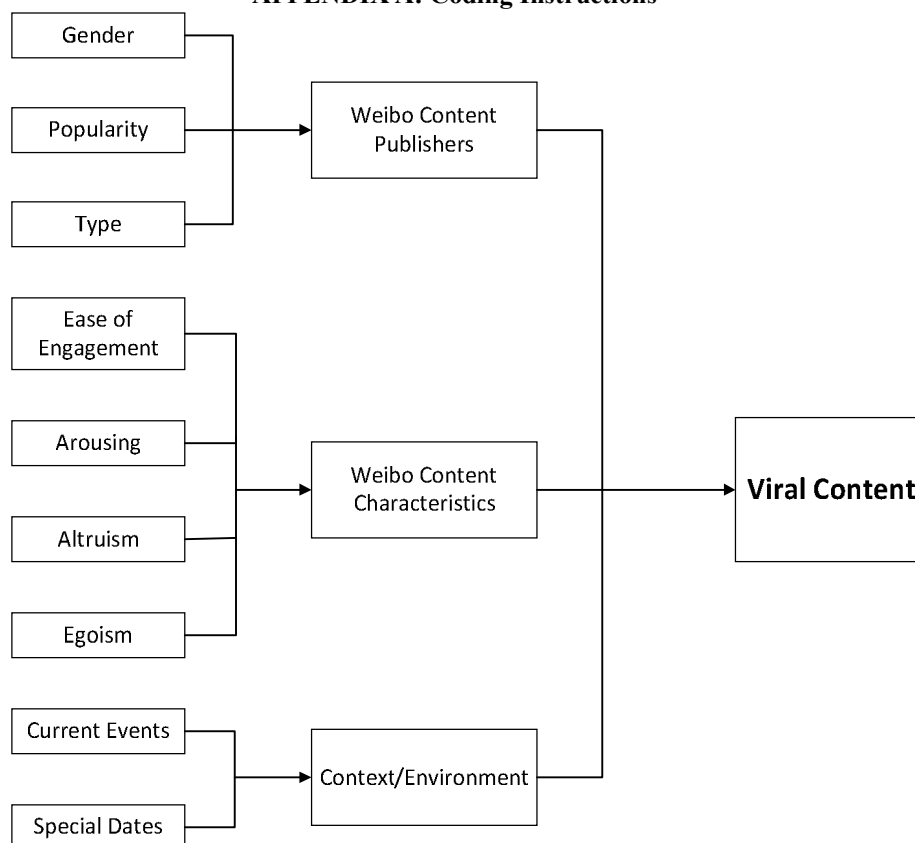 APPENDIX A: Coding Instructions
Gender
Popularity
Type
Weibo Content
Publishers
Ease of
Engagement
Arousing
Altruism
Egoism
Weibo Content
Characteristics
Current Events
Special Dates
Context/Environment
Viral Content